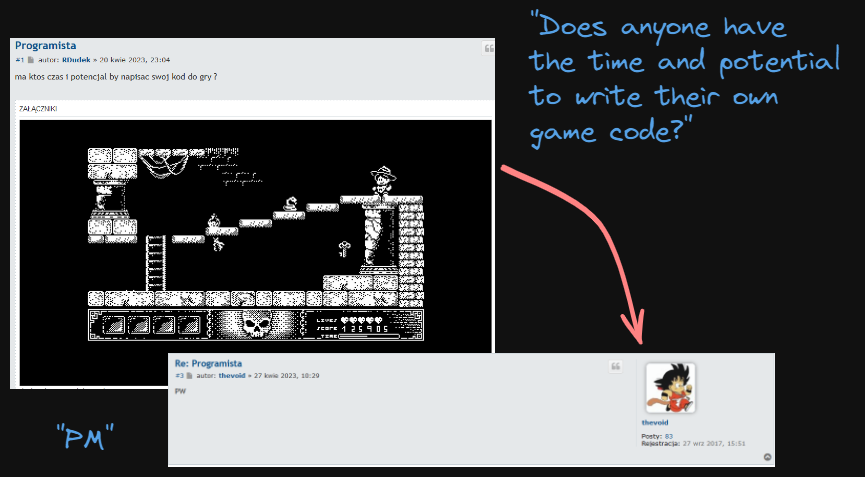 "Does anyone have
the time and potential
to write their own
game code?"
Programista
#1 autor: RDudek » 20 kwie 2023, 23:04
ma ktos czas i potencjal by napisac swoj kod do gry ?
ZAŁĄCZNIKI
LIVES
SCORE 125905
TIME
Re: Programista
#3 autor: thevoid » 27 kwie 2023, 10:29
PW
thevoid
Posty: 83
Rejestracja: 27 wrz 2017, 15:51
"PM"